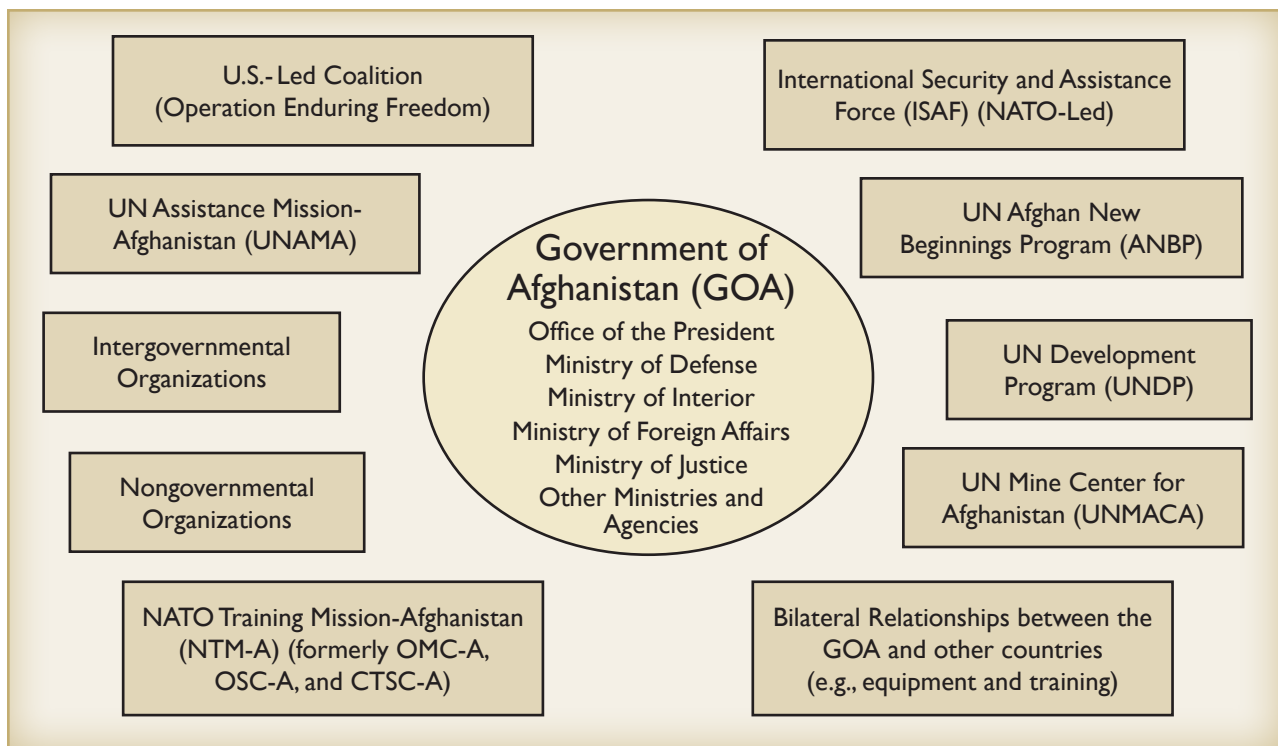 U.S.- Led Coalition
(Operation Enduring Freedom)
International Security and Assistance
Force (ISAF) (NATO-Led)
UN Assistance Mission-
Afghanistan (UNAMA)
UN Afghan New
Beginnings Program (ANBP)
Government of
Afghanistan (GOA)
Office of the President
Ministry of Defense
Ministry of Interior
Ministry of Foreign Affairs
Ministry of Justice
Other Ministries and
Agencies
Intergovernmental
Organizations
UN Development
Program (UNDP)
Nongovernmental
Organizations
UN Mine Center for
Afghanistan (UNMACA)
NATO Training Mission-Afghanistan
(NTM-A) (formerly OMC-A,
OSC-A, and CTSC-A)
Bilateral Relationships between the
GOA and other countries
(e.g., equipment and training)